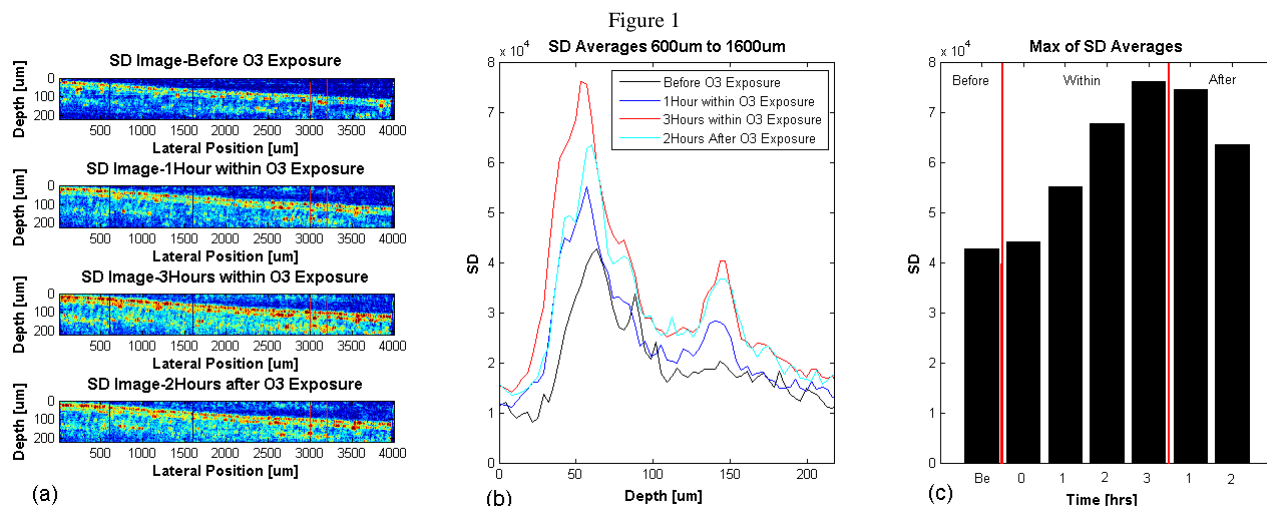 Figure 1
SD Image-Before O3 Exposure
Depth [um]
0
100
200
500 1000 1500 2000 2500 3000 3500 4000
Lateral Position [um]
SD Image-1Hour within O3 Exposure
Depth [um]
0
100
200
500 1000 1500 2000 2500 3000 3500 4000
Lateral Position [um]
SD Image-3Hours within O3 Exposure
Depth [um]
0
100
200
500 1000 1500 2000 2500 3000 3500 4000
Lateral Position [um]
SD Image-2Hours after O3 Exposure
Depth [um]
0
100
200
500 1000 1500 2000 2500 3000 3500 4000
Lateral Position [um]
(a)
x 10^4
SD Averages 600um to 1600um
Before O3 Exposure
1Hour within O3 Exposure
3Hours within O3 Exposure
2Hours After O3 Exposure
8
7
6
5
4
3
2
1
0
SD
0 50 100 150 200
Depth [um]
(b)
x 10^4
Max of SD Averages
Before Within After
8
7
6
5
4
3
2
1
0
SD
Be 0 1 2 3 1 2
Time [hrs]
(c)